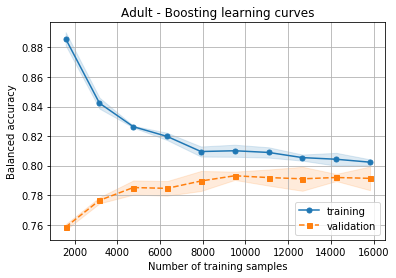 Adult - Boosting learning curves
Balanced accuracy
0.88
0.86
0.84
0.82
0.80
0.78
0.76
training
validation
2000 4000 6000 8000 10000 12000 14000 16000
Number of training samples